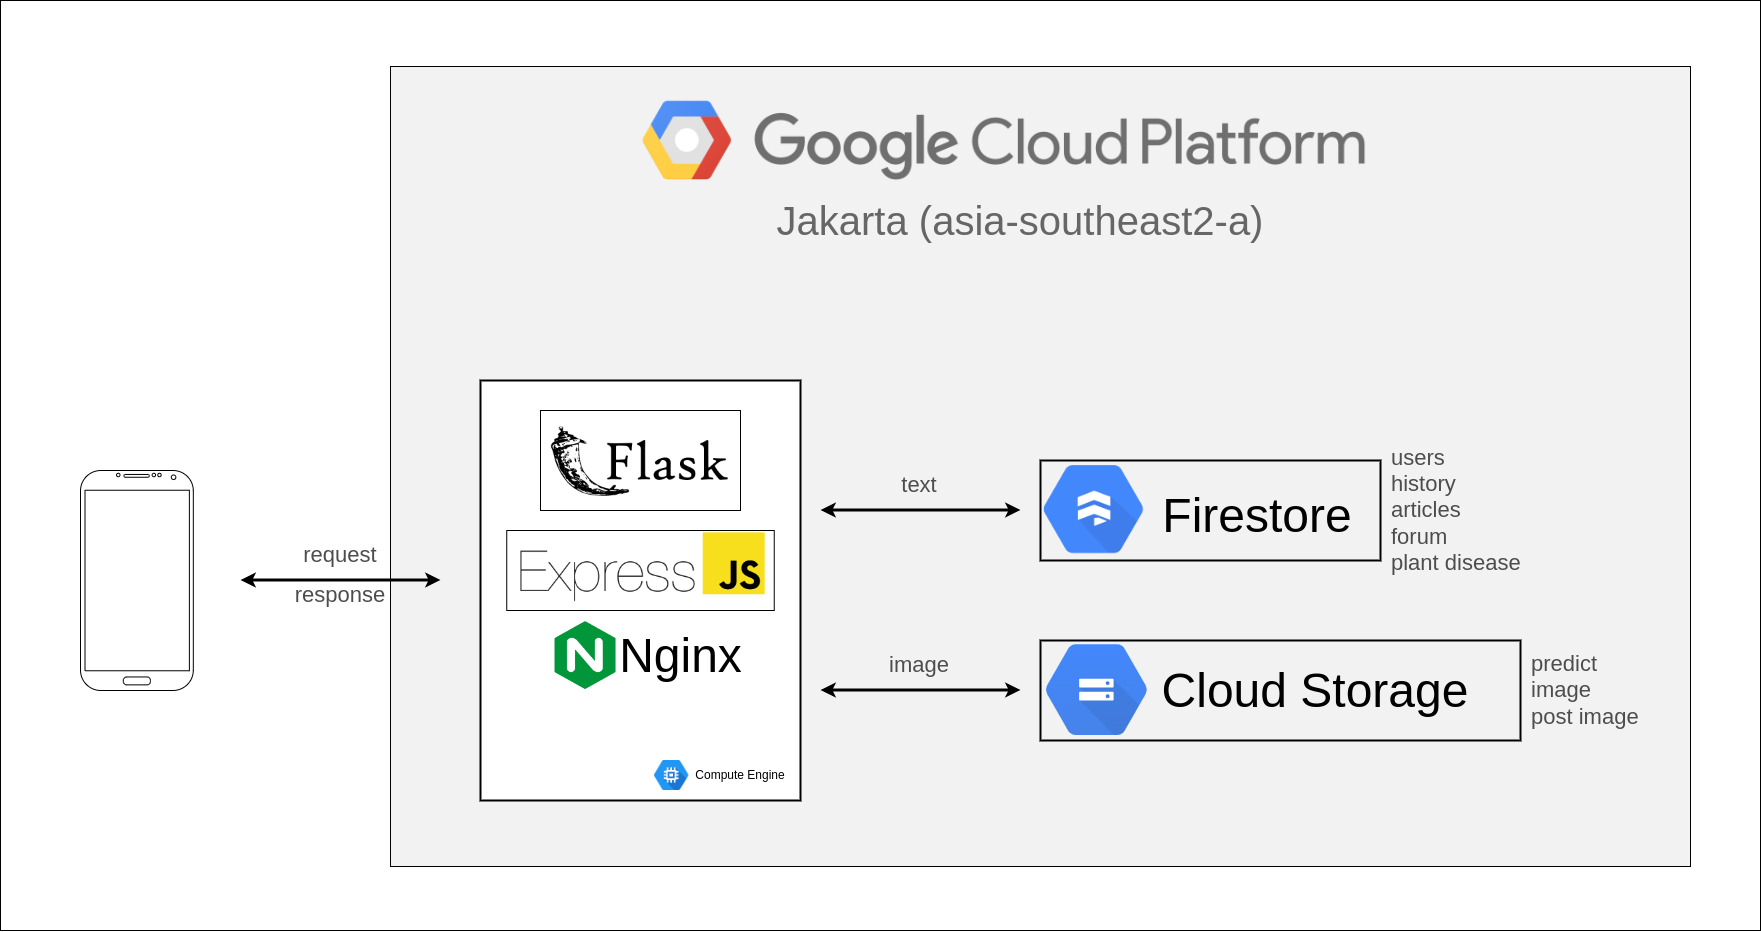 Google Cloud Platform
Jakarta (asia-southeast2-a)
Flask
Express JS
Nginx
Compute Engine
request
response
text
image
Firestore
users
history
articles
forum
plant disease
Cloud Storage
predict
image
post image